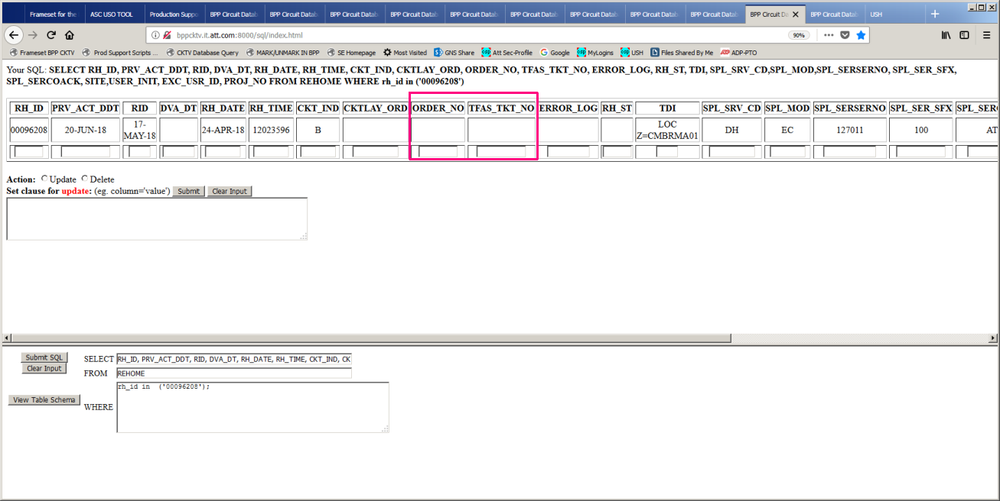 Frameset for the
ASC USO TOOL
Production Suppo
BPP Circuit Datab
BPP Circuit Datab
BPP Circuit Datab
BPP Circuit Datab
BPP Circuit Datab
BPP Circuit Datab
BPP Circuit Datab
BPP Circuit Datab
BPP Circuit Datab
BPP Circuit Da
BPP Circuit Datab
USH
bppcktv.it.att.com:8000/sql/index.html
90%
Frameset BPP CKTV
Prod Support Scripts ...
CKTV Database Query
MARK/UNMARK IN BPP
SE Homepage
Most Visited
GNS Share
Att Sec-Profile
Google
MyLogins
USH
Files Shared By Me
ADP-PTO
Your SQL: SELECT RH_ID, PRV_ACT_DDT, RID, DVA_DT, RH_DATE, RH_TIME, CKT_IND, CKTLAY_ORD, ORDER_NO, TFAS_TKT_NO, ERROR_LOG, RH_ST, TDI, SPL_SRV_CD,SPL_MOD,SPL_SERSERNO, SPL_SER_SFX,
SPL_SERCOACK, SITE,USER_INIT, EXC_USR_ID, PROJ_NO FROM REHOME WHERE rh_id in ('00096208')
RH_ID PRV_ACT_DDT RID DVA_DT RH_DATE RH_TIME CKT_IND CKTLAY_ORD ORDER_NO TFAS_TKT_NO ERROR_LOG RH_ST TDI SPL_SRV_CD SPL_MOD SPL_SERSERNO SPL_SER_SFX SPL_SERC
00096208 20-JUN-18 17-
MAY-18 24-APR-18 12023596 B LOC
Z=CMBRMA01 DH EC 127011 100 AT
Action: Update Delete
Set clause for update: (eg. column='value') Submit Clear Input
Submit SQL
Clear Input
View Table Schema
SELECT RH_ID, PRV_ACT_DDT, RID, DVA_DT, RH_DATE, RH_TIME, CKT_IND, CK
FROM REHOME
WHERE rh_id in ('00096208');